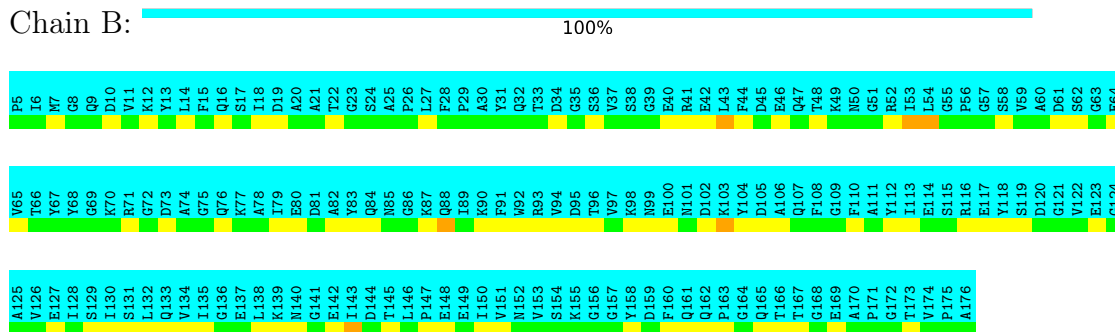 Chain B:
100%
P5 I6 M7 G8 Q9 D10 V11 K12 Y13 L14 F15 Q16 S17 I18 D19 A20 A21 T22 G23 S24 A25 P26 L27 F28 P29 A30 Y31 Q32 T33 D34 G35 S36 V37 S38 G39 E40 R41 E42 L43 F44 D45 E46 Q47 T48 K49 N50 G51 D52 I53 L54 G55 P56 G57 S58 V59 A60 D61 S62 G63
V65 T66 Y67 Y68 G69 K70 R71 G72 D73 A74 G75 Q76 K77 A78 I79 E80 D81 A82 Y83 Q84 N85 G86 K87 Q88 I89 K90 F91 W92 R93 V94 D95 T96 V97 K98 N99 E100 N101 D102 K103 Y104 D105 A106 Q107 F108 G109 F110 A111 Y112 I113 E114 S115 R116 E117 Y118 S119 D120 G121 V122 E123
A125 V126 E127 I128 S129 I130 S131 L132 Q133 V134 I135 G136 E137 L138 K139 N140 G141 E142 I143 D144 T145 L146 P147 E148 E149 I150 V151 N152 V153 S154 K155 G156 G157 Y158 D159 F160 Q161 Q162 P163 G164 Q165 T166 T167 G168 E169 A170 P171 G172 T173 V174 P175 A176